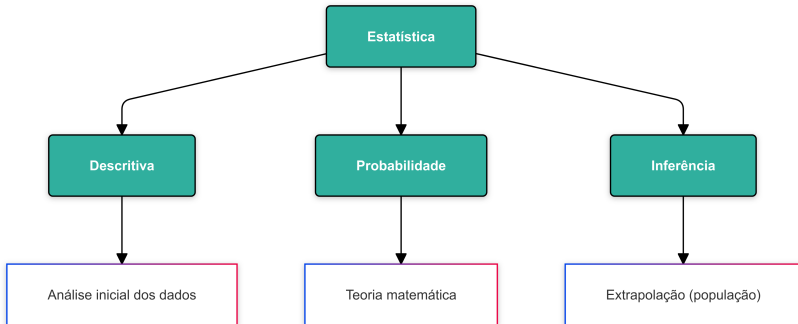 Estatística
Descritiva
Probabilidade
Inferência
Análise inicial dos dados
Teoria matemática
Extrapolação (população)